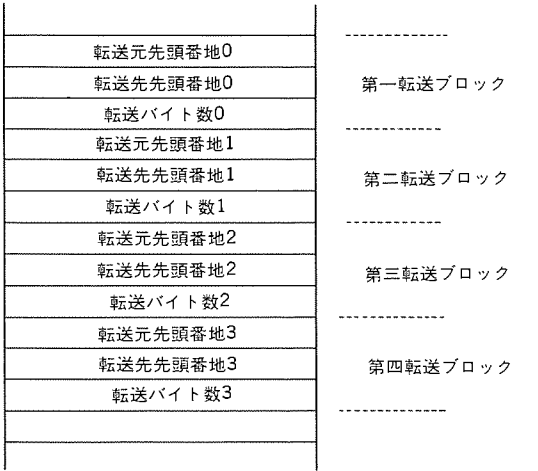 転送元先頭番地0
転送先先頭番地0
第一転送ブロック
転送バイト数0
転送元先頭番地1
転送先先頭番地1
第二転送ブロック
転送バイト数1
転送元先頭番地2
転送先先頭番地2
第三転送ブロック
転送バイト数2
転送元先頭番地3
転送先先頭番地3
第四転送ブロック
転送バイト数3